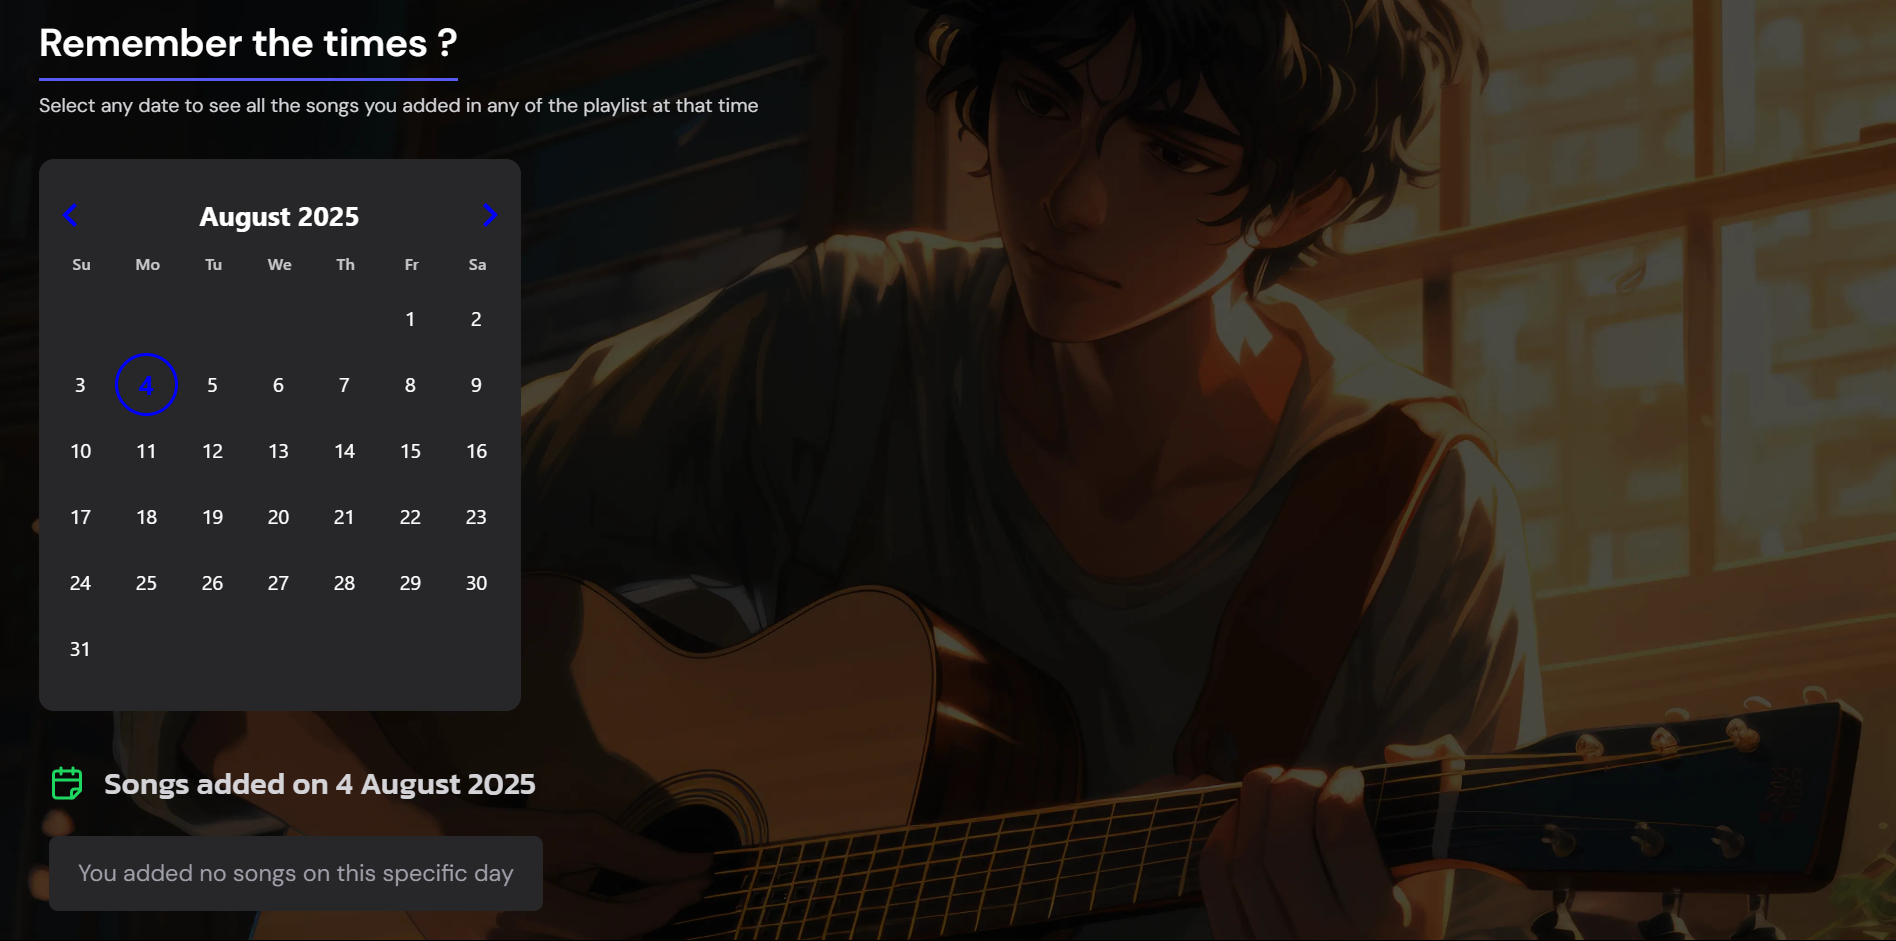 Remember the times ?
Select any date to see all the songs you added in any of the playlist at that time
August 2025
Su Mo Tu We Th Fr Sa
1 2
3 4 5 6 7 8 9
10 11 12 13 14 15 16
17 18 19 20 21 22 23
24 25 26 27 28 29 30
31
Songs added on 4 August 2025
You added no songs on this specific day